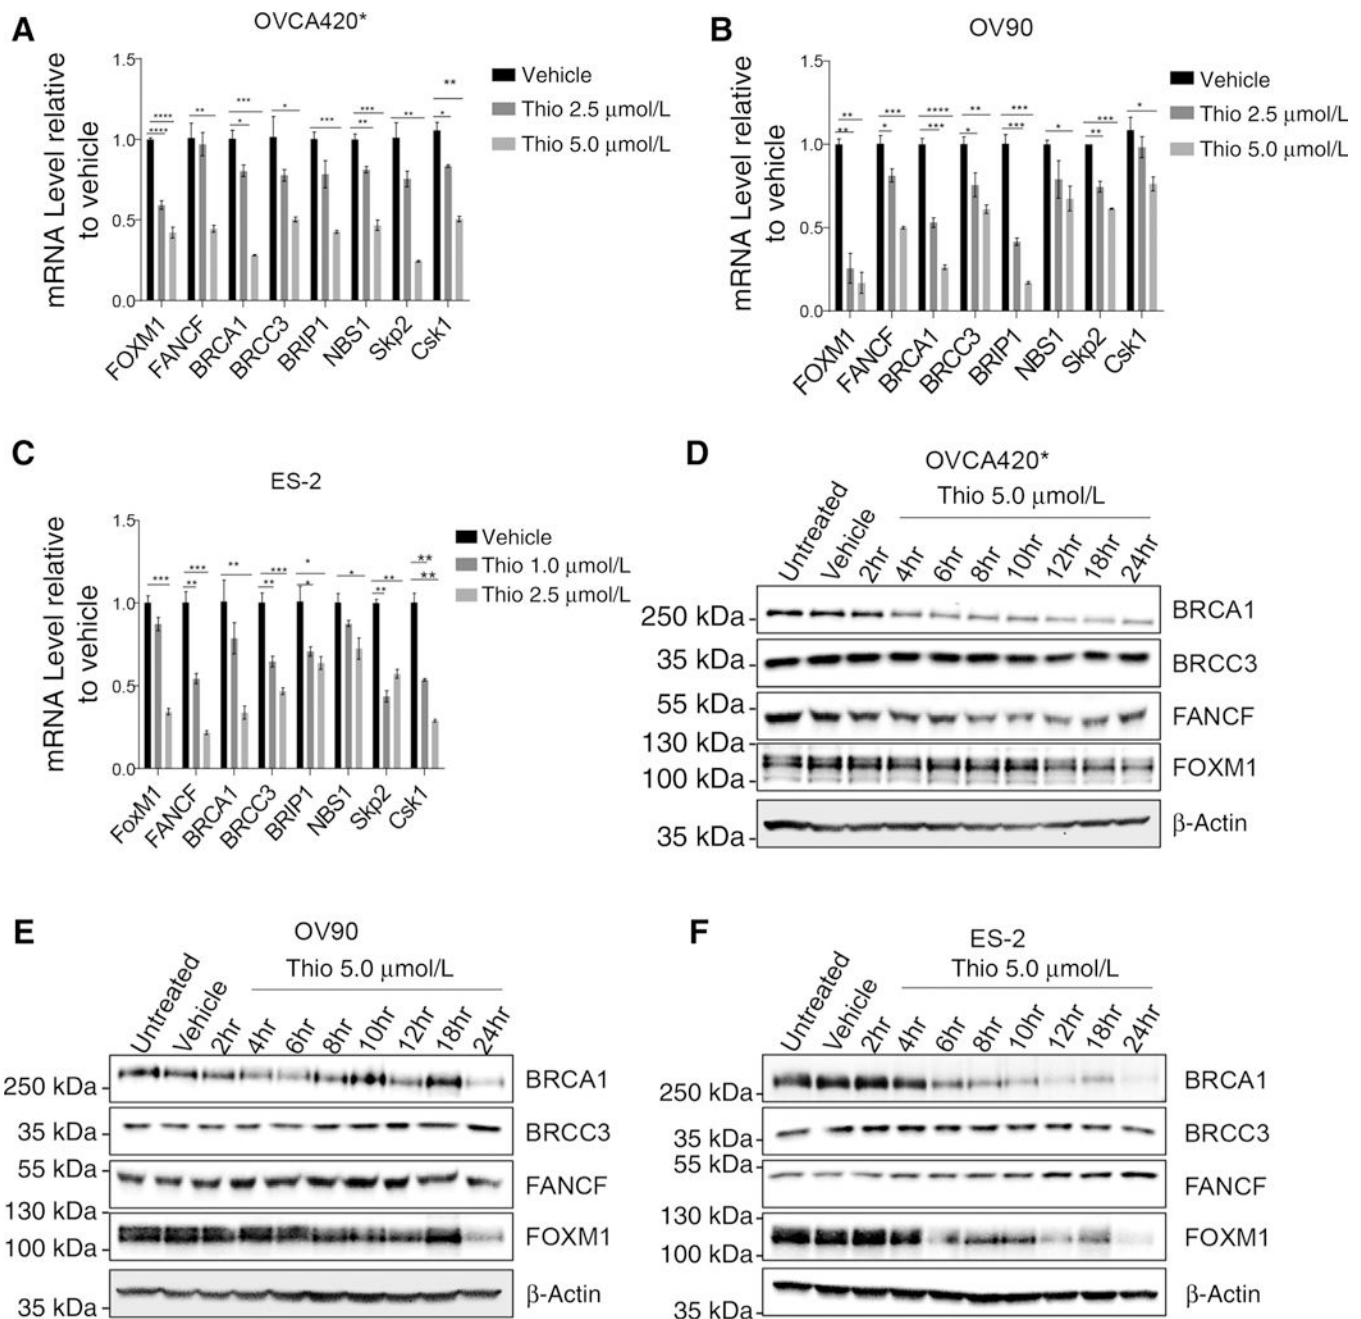 A
OVCA420*
mRNA Level relative
to vehicle
1.5
1.0
0.5
0.0
**** **** ** *** * * *** *** ** ** ** *
Vehicle
Thio 2.5 μmol/L
Thio 5.0 μmol/L
FOXM1 FANCF BRCA1 BRCC3 BRIP1 NBS1 Skp2 Csk1
B
OV90
mRNA Level relative
to vehicle
1.5
1.0
0.5
0.0
** ** *** * **** *** ** * *** *** * *** ** *
Vehicle
Thio 2.5 μmol/L
Thio 5.0 μmol/L
FOXM1 FANCF BRCA1 BRCC3 BRIP1 NBS1 Skp2 Csk1
C
ES-2
mRNA Level relative
to vehicle
1.5
1.0
0.5
0.0
*** *** ** ** *** ** * * * ** ** ** **
Vehicle
Thio 1.0 μmol/L
Thio 2.5 μmol/L
FoxM1 FANCF BRCA1 BRCC3 BRIP1 NBS1 Skp2 Csk1
D
OVCA420*
Thio 5.0 μmol/L
Untreated Vehicle 2hr 4hr 6hr 8hr 10hr 12hr 18hr 24hr
250 kDa BRCA1
35 kDa BRCC3
55 kDa FANCF
130 kDa
100 kDa FOXM1
35 kDa β-Actin
E
OV90
Thio 5.0 μmol/L
Untreated Vehicle 2hr 4hr 6hr 8hr 10hr 12hr 18hr 24hr
250 kDa BRCA1
35 kDa BRCC3
55 kDa FANCF
130 kDa
100 kDa FOXM1
35 kDa β-Actin
F
ES-2
Thio 5.0 μmol/L
Untreated Vehicle 2hr 4hr 6hr 8hr 10hr 12hr 18hr 24hr
250 kDa BRCA1
35 kDa BRCC3
55 kDa FANCF
130 kDa
100 kDa FOXM1
35 kDa β-Actin